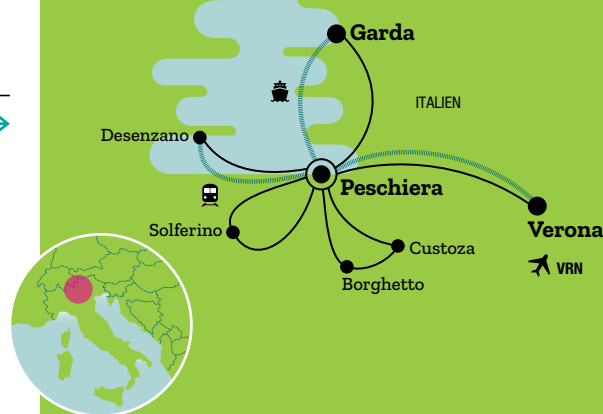 Garda
ITALIEN
Desenzano
Peschiera
Solferino
Verona
Custoza
VRN
Borghetto